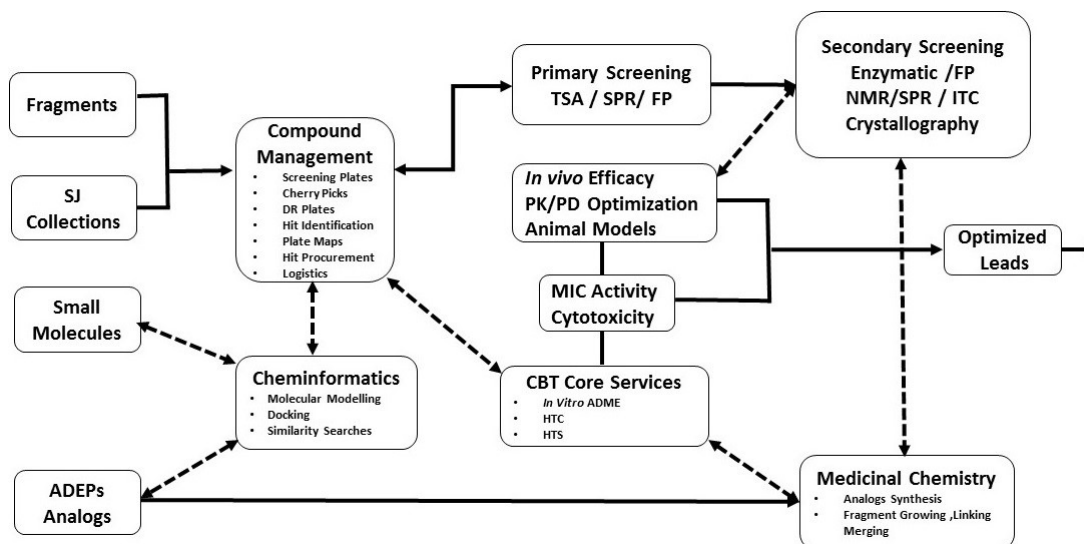 Fragments
SJ
Collections
Small
Molecules
ADEPs
Analogs
Compound
Management
• Screening Plates
• Cherry Picks
• DR Plates
• Hit Identification
• Plate Maps
• Hit Procurement
• Logistics
Cheminformatics
• Molecular Modelling
• Docking
• Similarity Searches
Primary Screening
TSA / SPR/ FP
In vivo Efficacy
PK/PD Optimization
Animal Models
MIC Activity
Cytotoxicity
CBT Core Services
• In Vitro ADME
• HTC
• HTS
Secondary Screening
Enzymatic /FP
NMR/SPR / ITC
Crystallography
Optimized
Leads
Medicinal Chemistry
• Analogs Synthesis
• Fragment Growing ,Linking
Merging